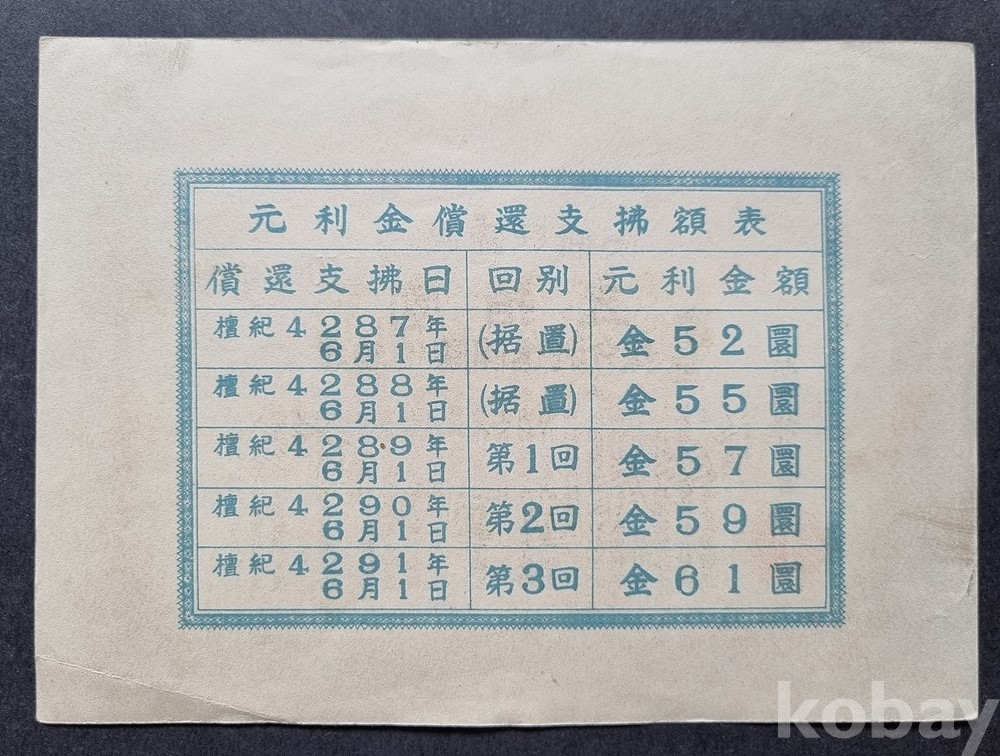 元利金償還支拂額表
償還支拂日 回別 元利金額
檀紀4287年6月1日 (据置) 金52圜
檀紀4288年6月1日 (据置) 金55圜
檀紀4289年6月1日 第1回 金57圜
檀紀4290年6月1日 第2回 金59圜
檀紀4291年6月1日 第3回 金61圜
kobay